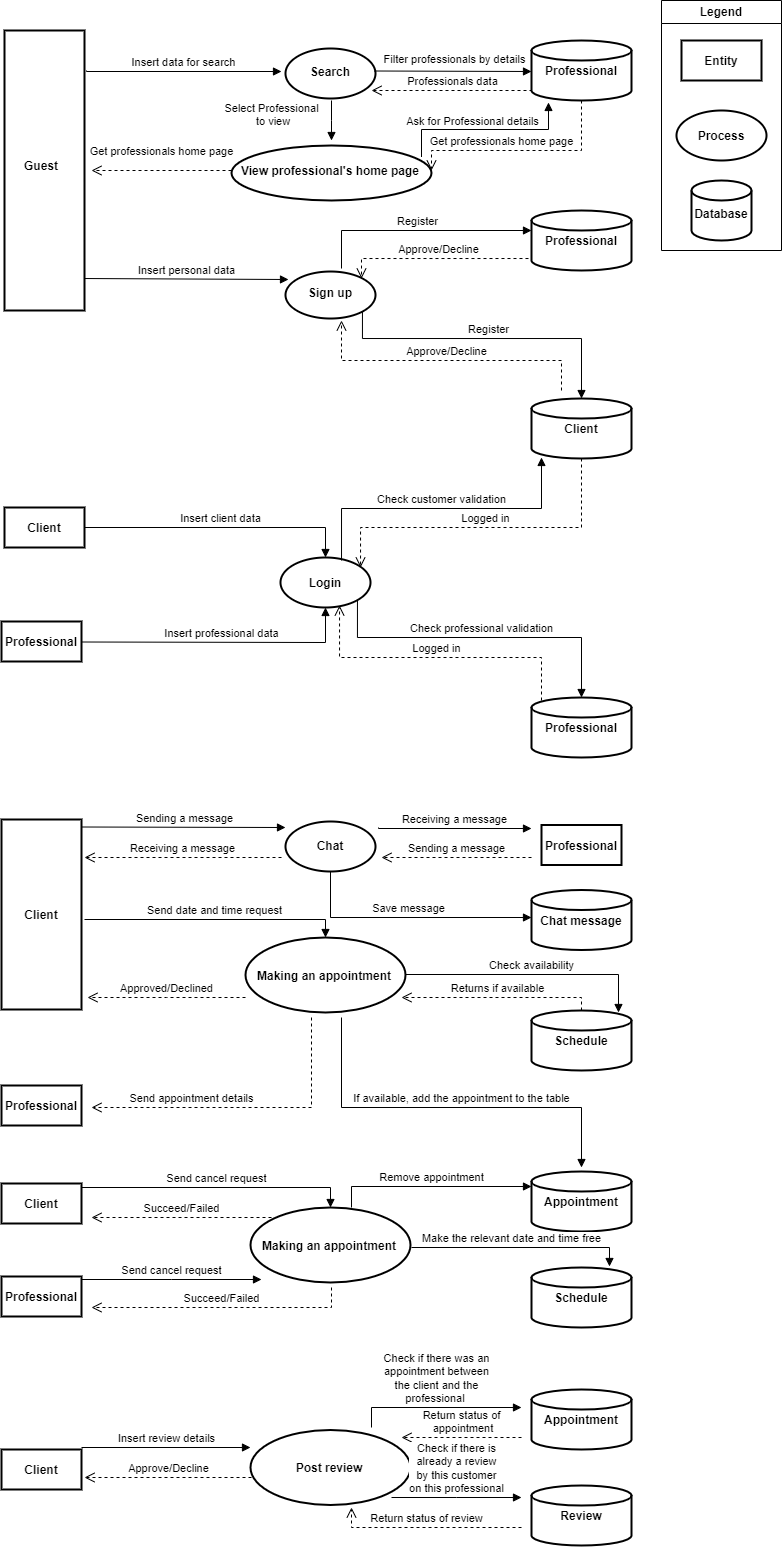 Legend
Entity
Process
Database
Guest
Insert data for search
Search
Filter professionals by details
Professionals data
Professional
Select Professional
to view
Ask for Professional details
Get professionals home page
Get professionals home page
View professional's home page
Register
Professional
Approve/Decline
Insert personal data
Sign up
Register
Approve/Decline
Client
Check customer validation
Client
Insert client data
Logged in
Login
Professional
Insert professional data
Check professional validation
Logged in
Professional
Sending a message
Receiving a message
Chat
Receiving a message
Sending a message
Professional
Client
Send date and time request
Save message
Chat message
Making an appointment
Check availability
Approved/Declined
Returns if available
Schedule
Professional
Send appointment details
If available, add the appointment to the table
Client
Send cancel request
Remove appointment
Appointment
Succeed/Failed
Making an appointment
Make the relevant date and time free
Professional
Send cancel request
Succeed/Failed
Schedule
Check if there was an
appointment between
the client and the
professional
Return status of
appointment
Appointment
Client
Insert review details
Approve/Decline
Post review
Check if there is
already a review
by this customer
on this professional
Return status of review
Review